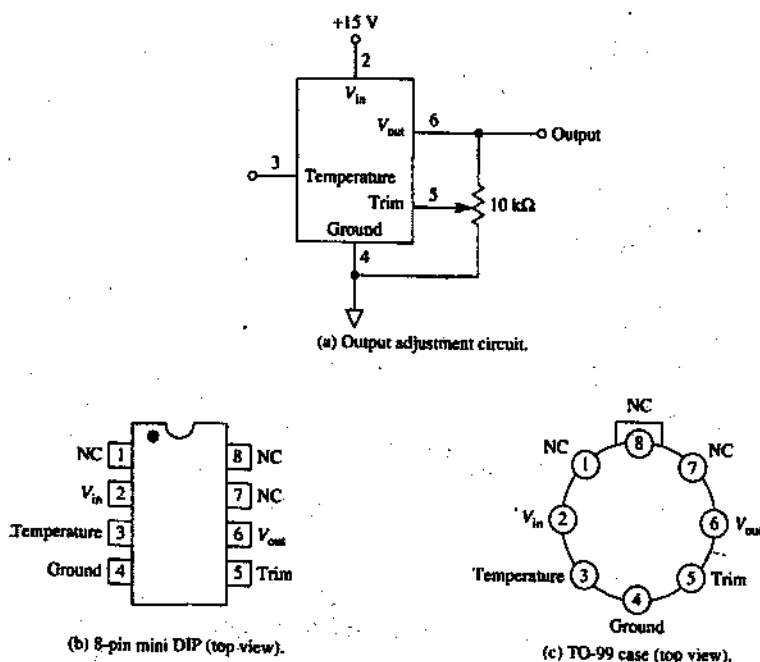 +15 V
2
V_in
V_out
6
Output
3
Temperature
Trim
5
10 kΩ
Ground
4
(a) Output adjustment circuit.
NC 1
8 NC
V_in 2
7 NC
Temperature 3
6 V_out
Ground 4
5 Trim
(b) 8-pin mini DIP (top view).
NC
8
NC
1
NC
7
V_in 2
6 V_out
Temperature 3
5 Trim
4
Ground
(c) TO-99 case (top view).